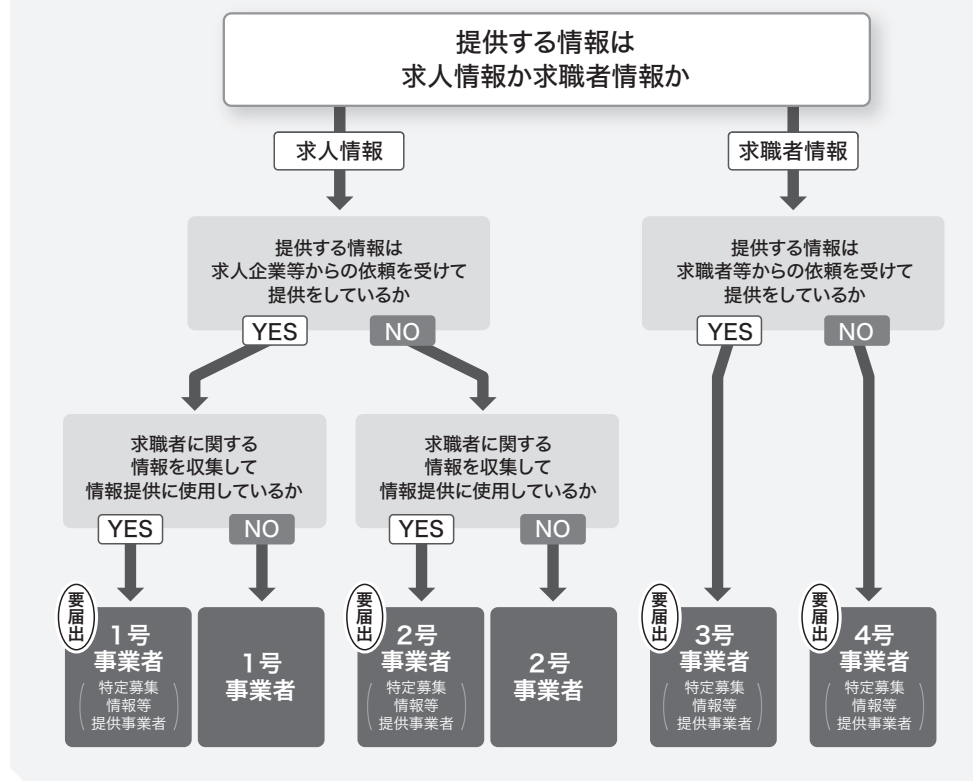 提供する情報は
求人情報か求職者情報か
求人情報
求職者情報
提供する情報は
求人企業等からの依頼を受けて
提供をしているか
YES
NO
提供する情報は
求職者等からの依頼を受けて
提供をしているか
YES
NO
求職者に関する
情報を収集して
情報提供に使用しているか
YES
NO
求職者に関する
情報を収集して
情報提供に使用しているか
YES
NO
要届出
1号
事業者
(特定募集
情報等
提供事業者)
1号
事業者
要届出
2号
事業者
(特定募集
情報等
提供事業者)
2号
事業者
要届出
3号
事業者
(特定募集
情報等
提供事業者)
要届出
4号
事業者
(特定募集
情報等
提供事業者)